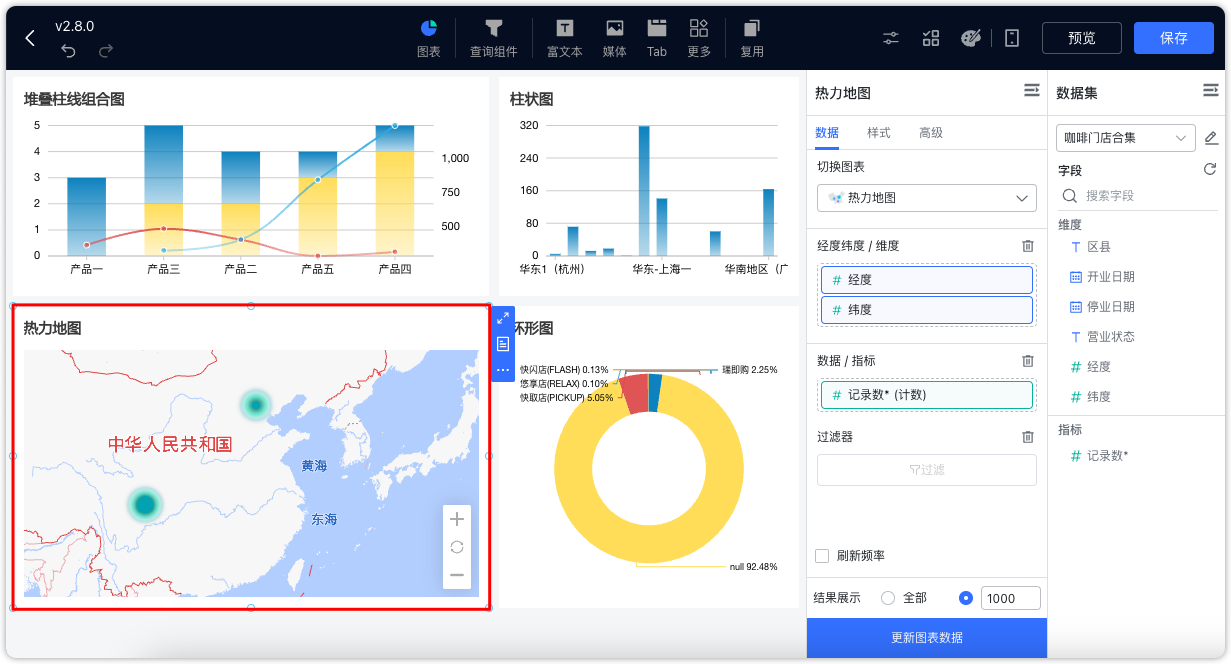 v2.8.0
图表
查询组件
富文本
媒体
Tab
更多
复用
预览
保存
堆叠柱线组合图
5
4
3
2
1
0
1,000
750
500
产品一
产品三
产品二
产品五
产品四
柱状图
320
240
160
80
0
华东1（杭州）
华东-上海一
华南地区（广
热力地图
中华人民共和国
黄海
东海
环形图
快闪店(FLASH) 0.13%
悠享店(RELAX) 0.10%
快取店(PICKUP) 5.05%
瑞即购 2.25%
null 92.48%
热力地图
数据
样式
高级
切换图表
热力地图
经度纬度 / 维度
# 经度
# 纬度
数据 / 指标
# 记录数* (计数)
过滤器
过滤
刷新频率
结果展示
全部
1000
更新图表数据
数据集
咖啡门店合集
字段
搜索字段
维度
T 区县
开业日期
停业日期
T 营业状态
# 经度
# 纬度
指标
# 记录数*